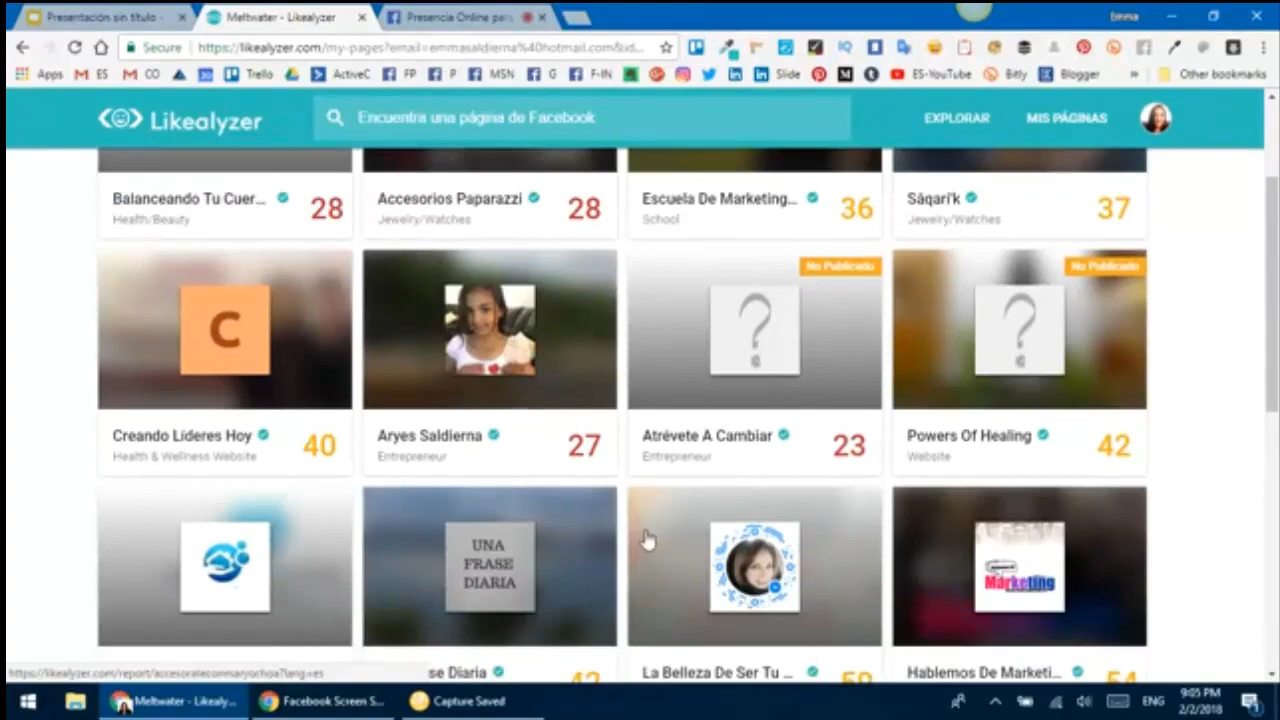 Presentación sin título -
Meltwater - Likealyzer
Presencia Online para
Emma
Secure
https://likealyzer.com/my-pages?email=emmasaldierna%40hotmail.com&id...
Apps
ES
CO
Trello
ActiveC
FP
P
MSN
G
F-IN
Slide
ES-YouTube
Bitly
Blogger
Other bookmarks
Likealyzer
Encuentra una página de Facebook
EXPLORAR
MIS PÁGINAS
Balanceando Tu Cuer...
28
Health/Beauty
Accesorios Paparazzi
28
Jewelry/Watches
Escuela De Marketing...
36
School
Sàqari'k
37
Jewelry/Watches
C
No Publicado
No Publicado
Creando Líderes Hoy
40
Health & Wellness Website
Aryes Saldierna
27
Entrepreneur
Atrévete A Cambiar
23
Entrepreneur
Powers Of Healing
42
Website
UNA
FRASE
DIARIA
Marketing
https://likealyzer.com/report/accesoratecommaryochoa?lang=es
se Diaria
La Belleza De Ser Tu ...
Hablemos De Marketi...
Meltwater - Likealy...
Facebook Screen S...
Capture Saved
ENG
9:05 PM
2/2/2018